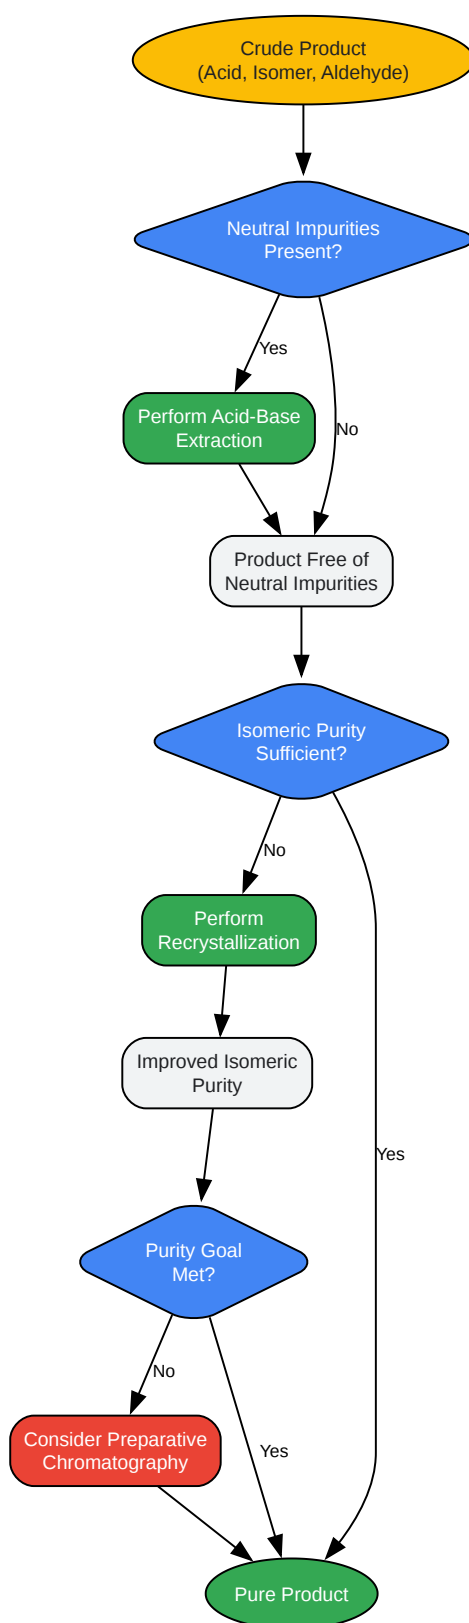 Crude Product
(Acid, Isomer, Aldehyde)
Neutral Impurities
Present?
Yes
Perform Acid-Base
Extraction
No
Product Free of
Neutral Impurities
Isomeric Purity
Sufficient?
No
Perform
Recrystallization
Improved Isomeric
Purity
Yes
Purity Goal
Met?
No
Consider Preparative
Chromatography
Yes
Pure Product